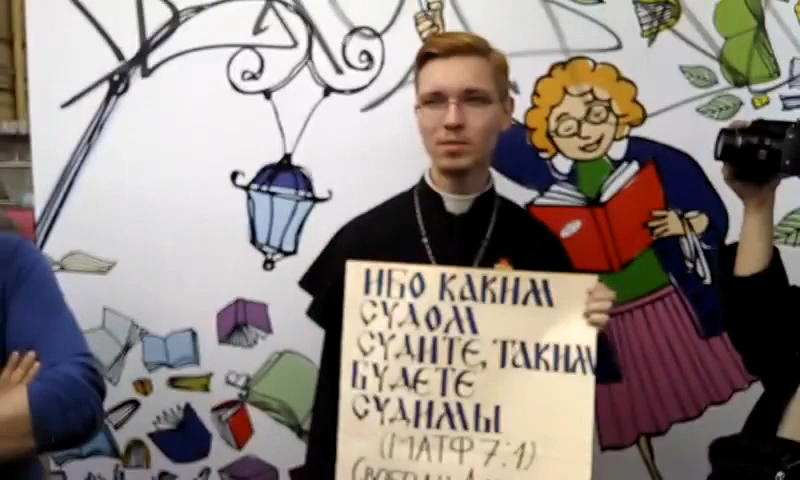 ИБО КАКИМ
СУДОМ
СУДИТЕ, ТАКИМ
БУДЕТЕ
СУДИМЫ
(МАТФ 7:1)